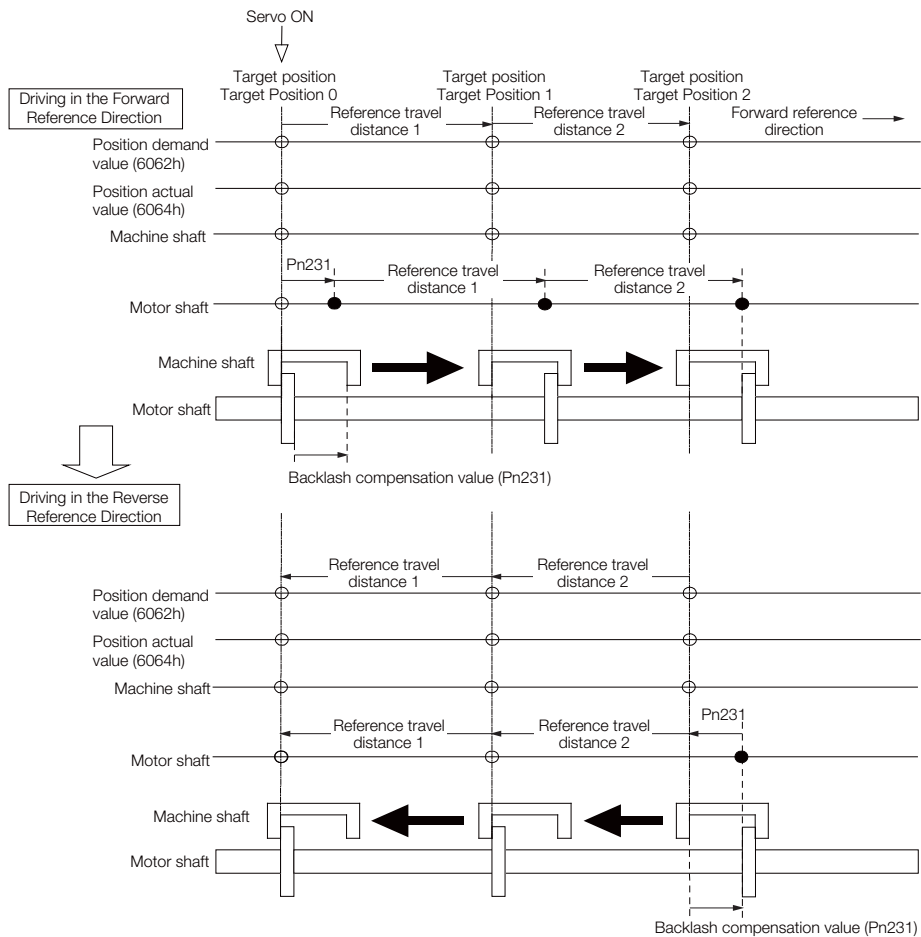 Servo ON
Target position
Target Position 0
Target position
Target Position 1
Target position
Target Position 2
Driving in the Forward
Reference Direction
Reference travel
distance 1
Reference travel
distance 2
Forward reference
direction
Position demand
value (6062h)
Position actual
value (6064h)
Machine shaft
Pn231
Reference travel
distance 1
Reference travel
distance 2
Motor shaft
Machine shaft
Motor shaft
Backlash compensation value (Pn231)
Driving in the Reverse
Reference Direction
Reference travel
distance 1
Reference travel
distance 2
Position demand
value (6062h)
Position actual
value (6064h)
Machine shaft
Pn231
Reference travel
distance 1
Reference travel
distance 2
Motor shaft
Machine shaft
Motor shaft
Backlash compensation value (Pn231)